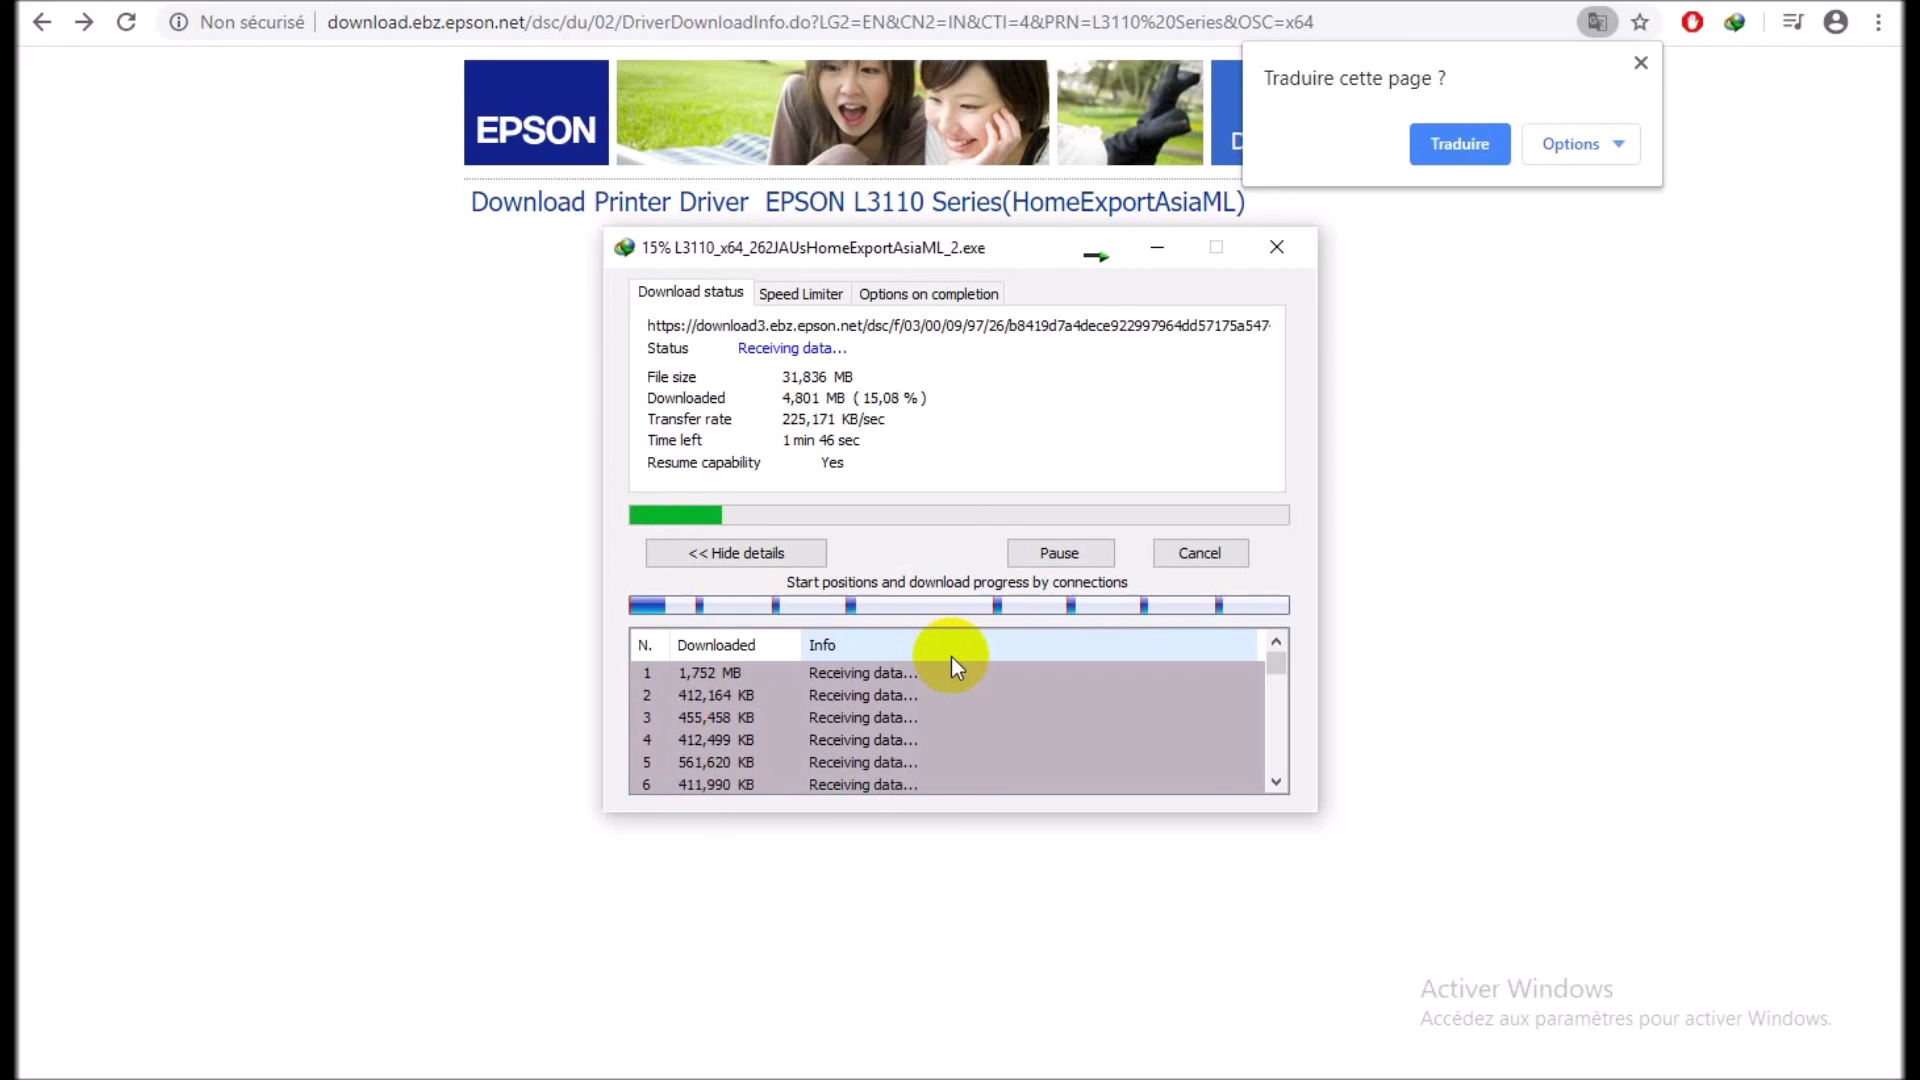 Non sécurisé
download.ebz.epson.net/dsc/du/02/DriverDownloadInfo.do?LG2=EN&CN2=IN&CTI=4&PRN=L3110%20Series&OSC=x64
Traduire cette page ?
Traduire
Options
EPSON
D
Download Printer Driver EPSON L3110 Series(HomeExportAsiaML)
15% L3110_x64_262JAUsHomeExportAsiaML_2.exe
Download status
Speed Limiter
Options on completion
https://download3.ebz.epson.net/dsc/f/03/00/09/97/26/b8419d7a4dece922997964dd57175a547
Status Receiving data...
File size 31,836 MB
Downloaded 4,801 MB ( 15,08 % )
Transfer rate 225,171 KB/sec
Time left 1 min 46 sec
Resume capability Yes
<< Hide details
Pause
Cancel
Start positions and download progress by connections
N. Downloaded Info
1 1,752 MB Receiving data...
2 412,164 KB Receiving data...
3 455,458 KB Receiving data...
4 412,499 KB Receiving data...
5 561,620 KB Receiving data...
6 411,990 KB Receiving data...
Activer Windows
Accédez aux paramètres pour activer Windows.